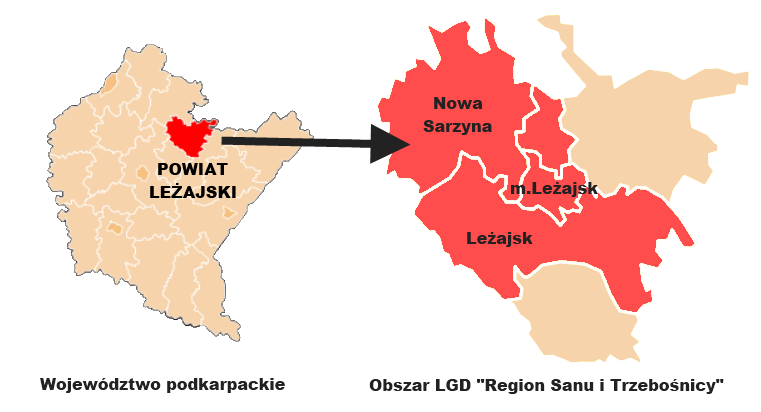 POWIAT
LEŻAJSKI
Nowa
Sarzyna
m.Leżajsk
Leżajsk
Województwo podkarpackie
Obszar LGD "Region Sanu i Trzebośnicy"